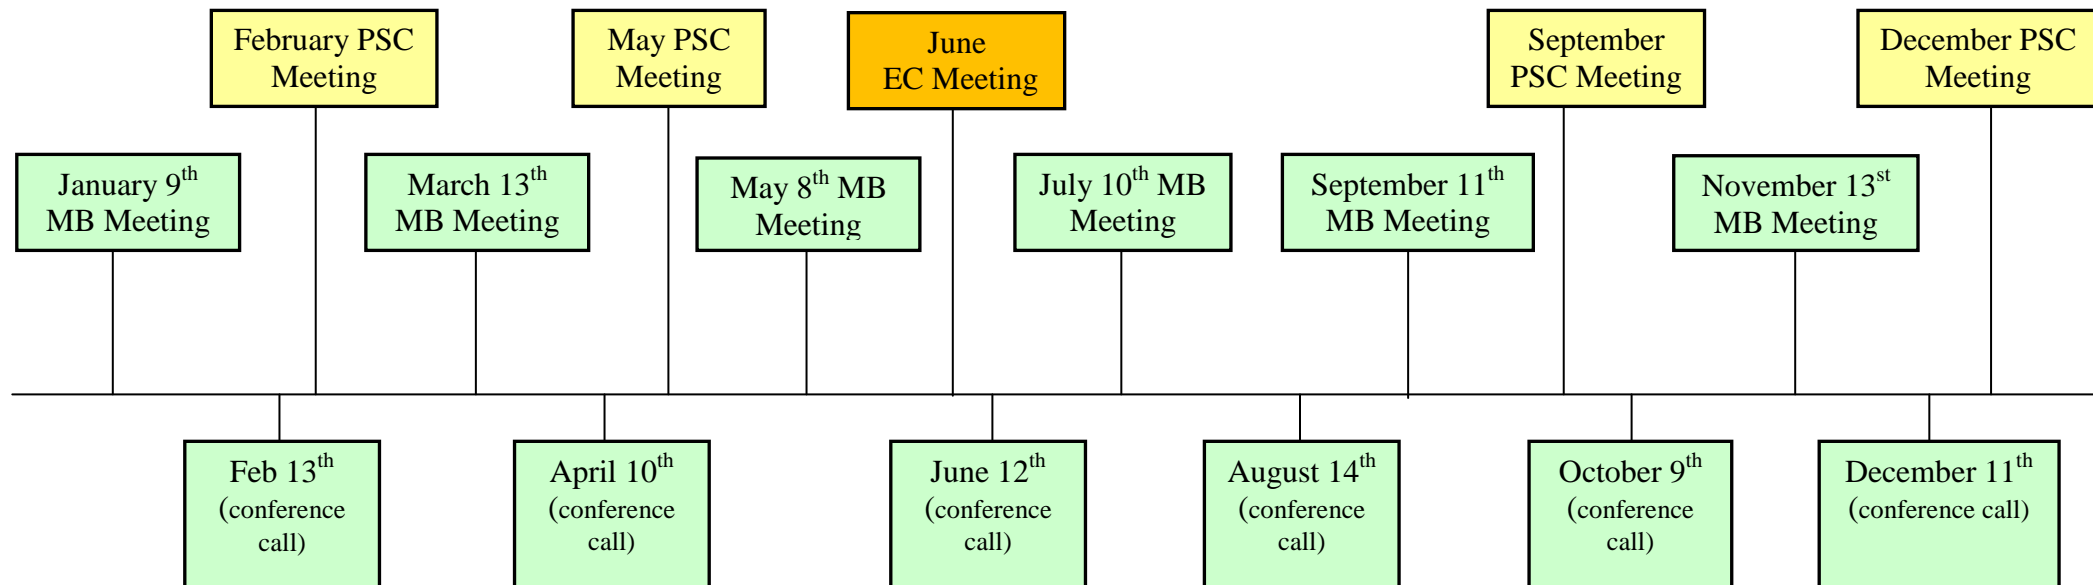 February PSC
Meeting
May PSC
Meeting
June
EC Meeting
September
PSC Meeting
December PSC
Meeting
January 9th
MB Meeting
March 13th
MB Meeting
May 8th MB
Meeting
July 10th MB
Meeting
September 11th
MB Meeting
November 13st
MB Meeting
Feb 13th
(conference
call)
April 10th
(conference
call)
June 12th
(conference
call)
August 14th
(conference
call)
October 9th
(conference
call)
December 11th
(conference call)